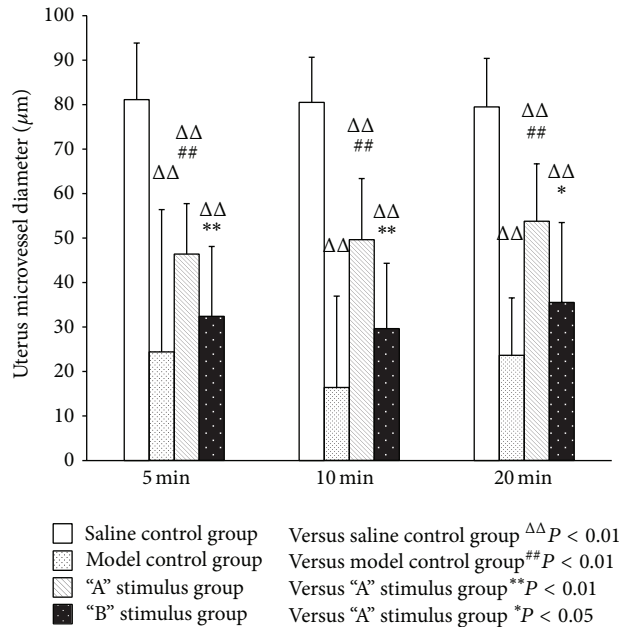 100
90
80
70
60
50
40
30
20
10
0
Uterus microvessel diameter (μm)
ΔΔ
ΔΔ
##
ΔΔ
**
ΔΔ
ΔΔ
##
ΔΔ
**
ΔΔ
ΔΔ
##
ΔΔ
*
5 min
10 min
20 min
Saline control group
Model control group
“A” stimulus group
“B” stimulus group
Versus saline control group ΔΔP < 0.01
Versus model control group##P < 0.01
Versus “A” stimulus group **P < 0.01
Versus “A” stimulus group *P < 0.05